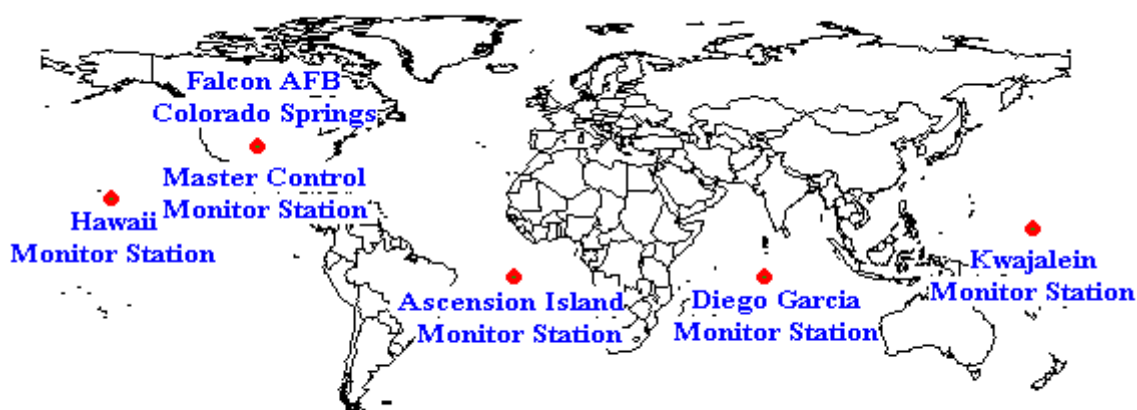 Falcon AFB
Colorado Springs
Master Control
Monitor Station
Hawaii
Monitor Station
Ascension Island
Monitor Station
Diego Garcia
Monitor Station
Kwajalein
Monitor Station